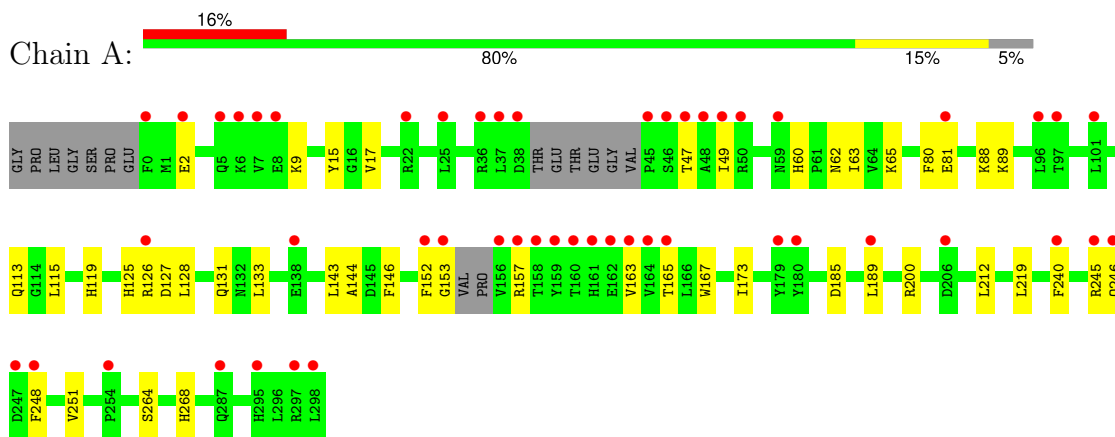 16%
Chain A:
80% 15% 5%
GLY PRO LEU GLY SER PRO GLU F0 M1 E2 Q5 K6 V7 E8 K9 Y15 G16 V17 R22 L25 R36 L37 D38 THR GLU THR GLU GLY VAL P45 S46 T47 A48 I49 R50 N59 H60 P61 N62 I63 V64 K65 F80 E81 K88 K89 L96 T97 L101
Q113 G114 L115 H119 H125 R126 D127 L128 Q131 N132 L133 E138 L143 A144 D145 F146 F152 G153 VAL PRO V156 R157 T158 Y159 T160 H161 E162 V163 V164 T165 L166 W167 I173 Y179 Y180 D185 L189 R200 D206 L212 L219 F240 R245
D247 F248 V251 P254 S264 H268 Q287 H295 L296 R297 L298